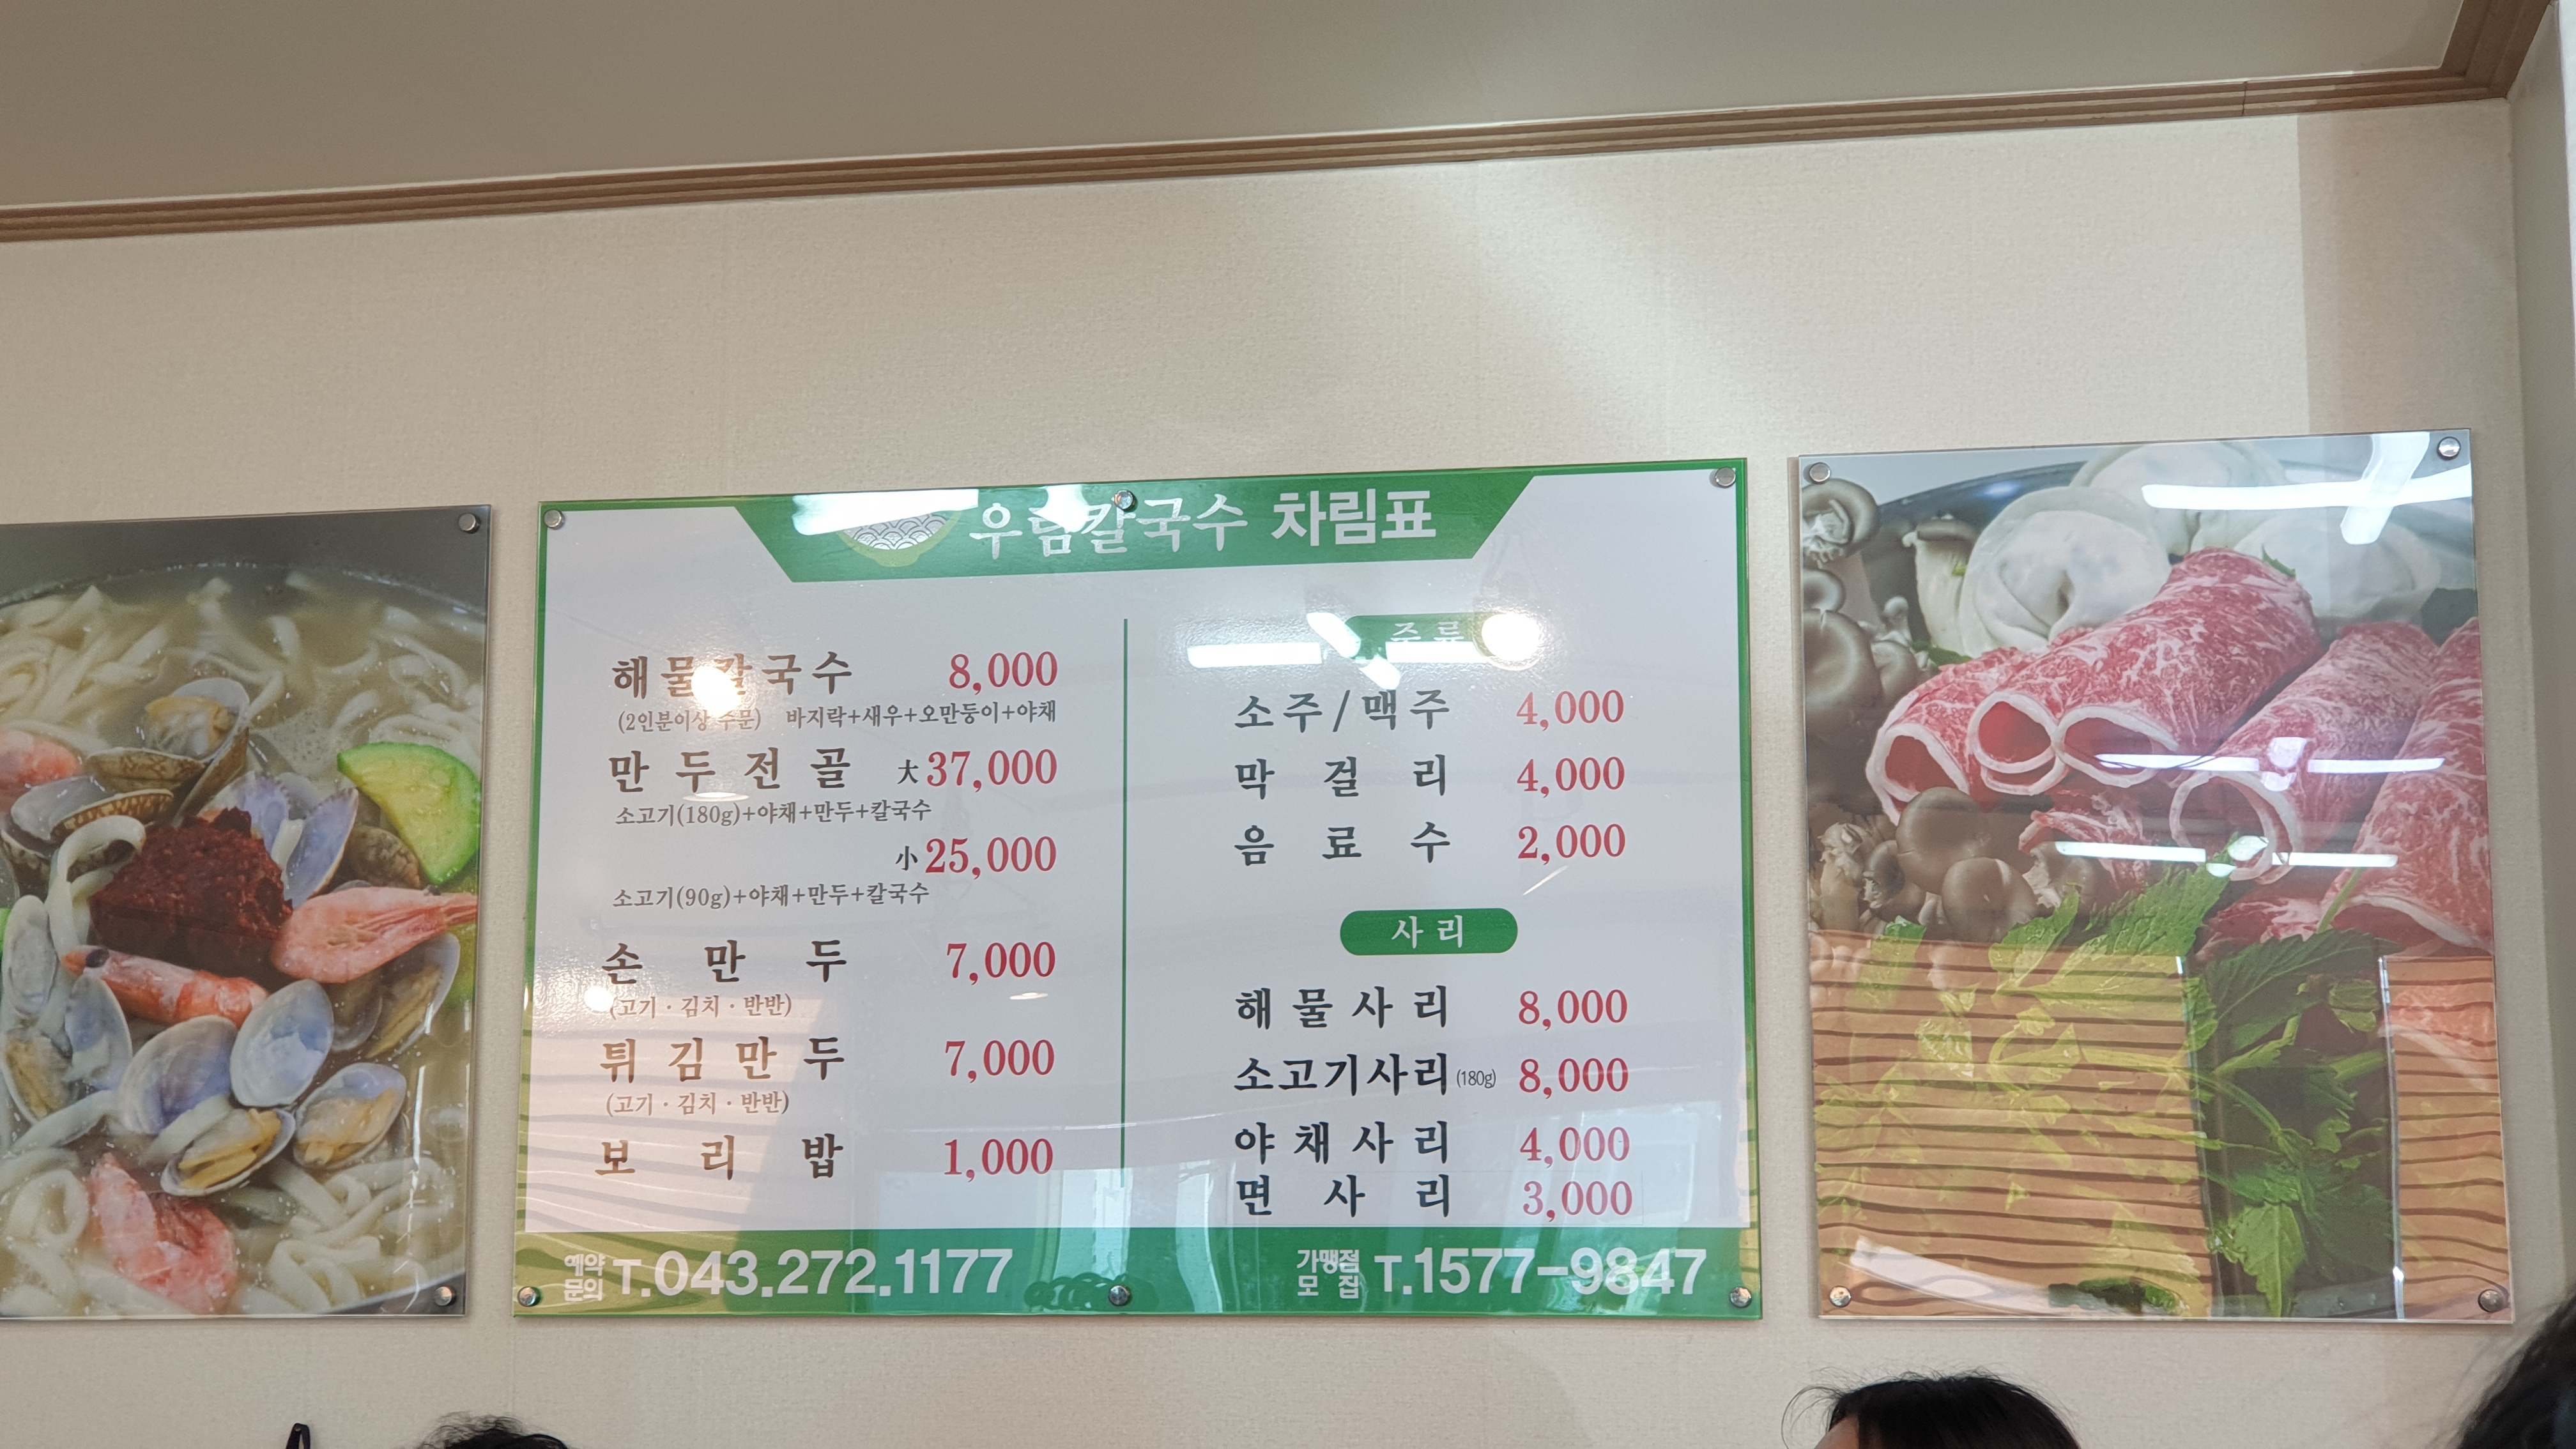 우림칼국수 차림표
해물칼국수 8,000
(2인분이상 주문) 바지락+새우+오만둥이+야채
만두전골 大 37,000
소고기(180g)+야채+만두+칼국수
小 25,000
소고기(90g)+야채+만두+칼국수
손만두 7,000
(고기·김치·반반)
튀김만두 7,000
(고기·김치·반반)
보리밥 1,000
주류
소주/맥주 4,000
막걸리 4,000
음료수 2,000
사리
해물사리 8,000
소고기사리(180g) 8,000
야채사리 4,000
면사리 3,000
예약문의 T.043.272.1177
가맹점모집 T.1577-9847